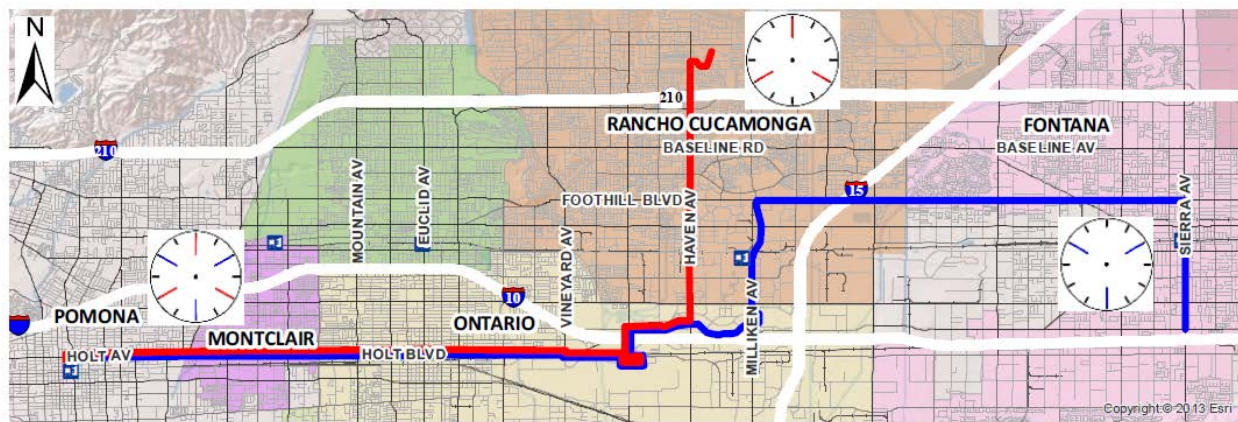 N
210
RANCHO CUCAMONGA
FONTANA
BASELINE RD
BASELINE AV
210
MOUNTAIN AV
EUCLID AV
FOOTHILL BLVD
HAVEN AV
15
SIERRA AV
VINEYARD AV
10
MILLIKEN AV
POMONA
MONTCLAIR
ONTARIO
HOLT AV
HOLT BLVD
Copyright © 2013 Esri